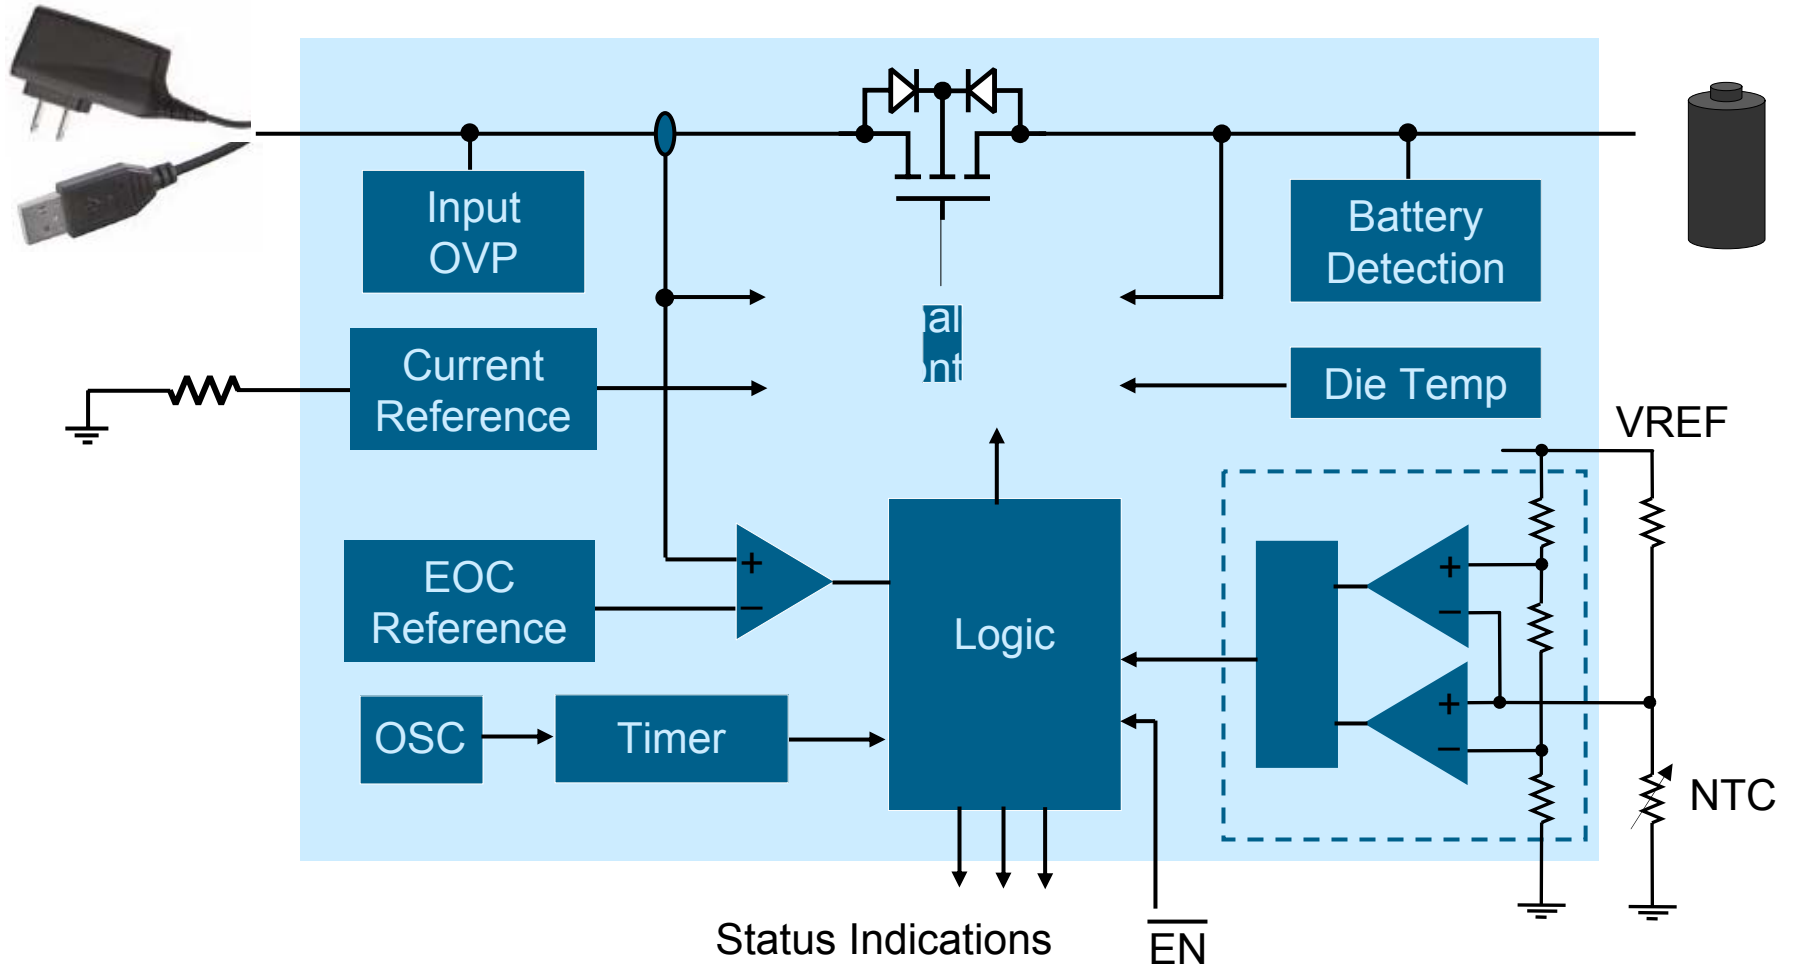 Input
OVP
Battery
Detection
Current
Reference
Die Temp
VREF
EOC
Reference
+
−
Logic
+
−
+
−
OSC
Timer
NTC
Status Indications
EN